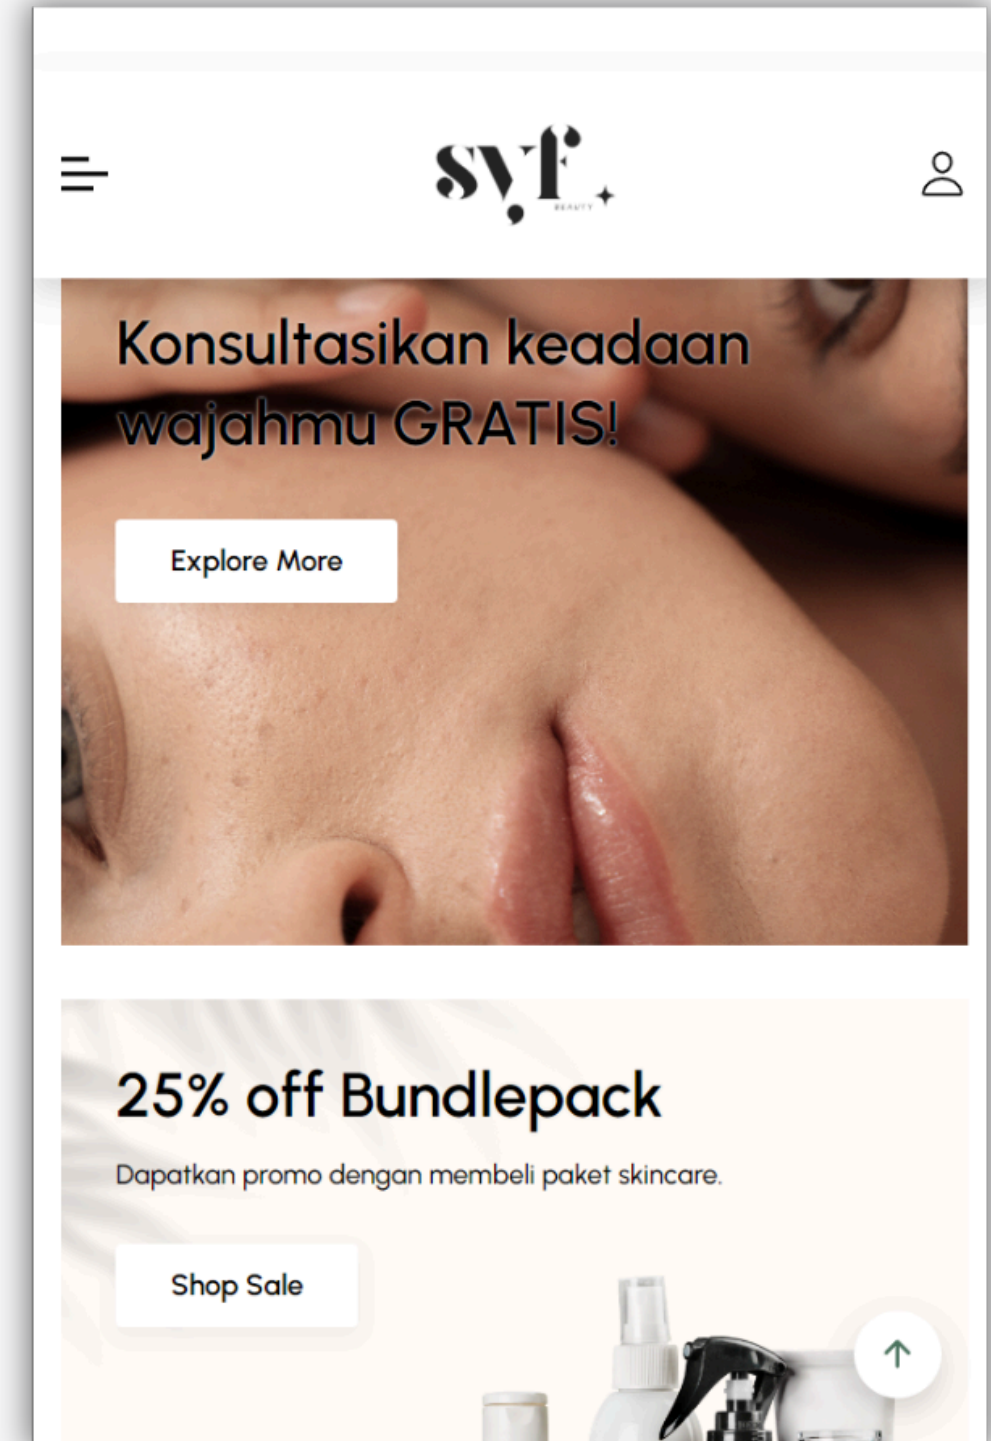 syf
BEAUTY
Konsultasikan keadaan
wajahmu GRATIS!
Explore More
25% off Bundlepack
Dapatkan promo dengan membeli paket skincare.
Shop Sale